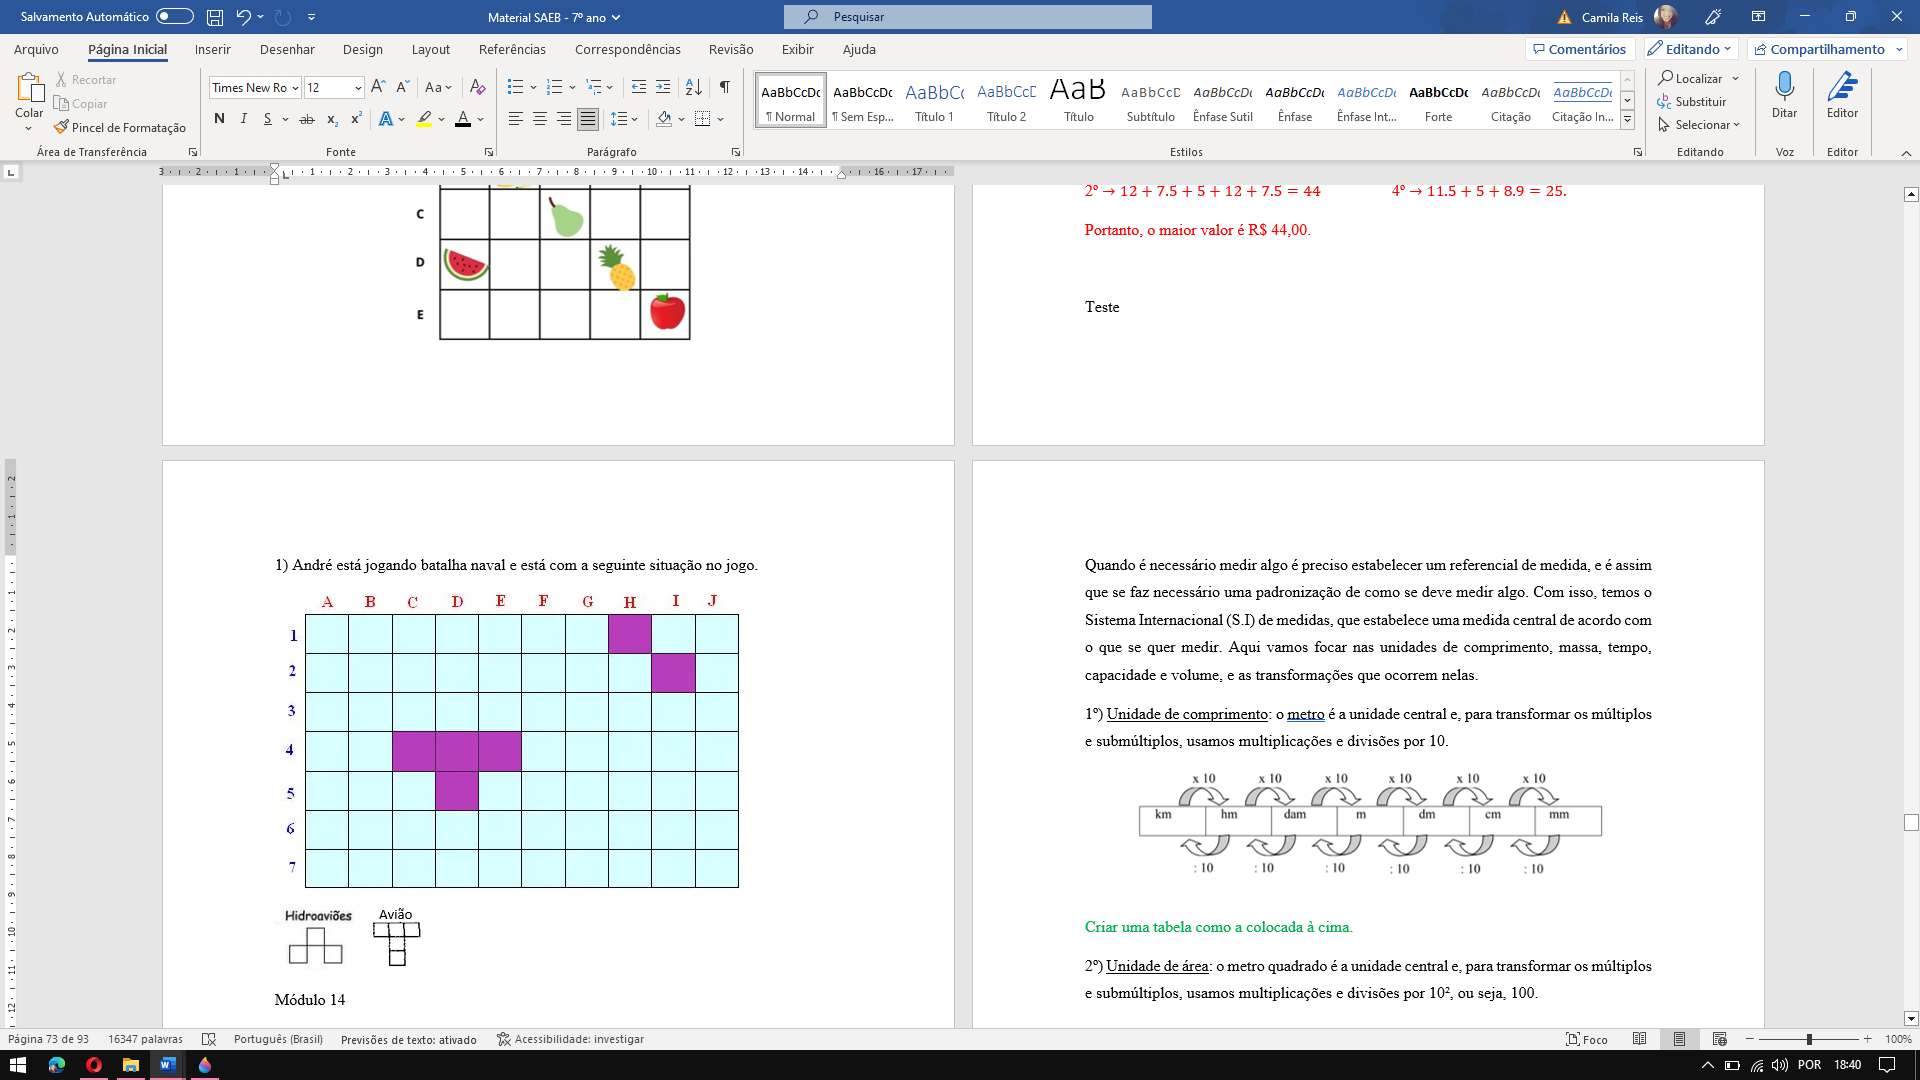 Salvamento Automático
Material SAEB - 7º ano
Pesquisar
Camila Reis
Arquivo
Página Inicial
Inserir
Desenhar
Design
Layout
Referências
Correspondências
Revisão
Exibir
Ajuda
Comentários
Editando
Compartilhamento
Colar
Recortar
Copiar
Pincel de Formatação
Área de Transferência
Times New Ro
12
Fonte
Parágrafo
AaBbCcDc
¶ Normal
AaBbCcDc
¶ Sem Esp...
AaBbCc
Título 1
AaBbCcD
Título 2
AaB
Título
AaBbCcD
Subtítulo
AaBbCcDc
Ênfase Sutil
AaBbCcDc
Ênfase
AaBbCcDc
Ênfase Int...
AaBbCcDc
Forte
AaBbCcDc
Citação
AaBbCcDc
Citação In...
Estilos
Localizar
Substituir
Selecionar
Editando
Ditar
Voz
Editor
Editor
C
D
E
2º → 12 + 7.5 + 5 + 12 + 7.5 = 44
4º → 11.5 + 5 + 8.9 = 25.
Portanto, o maior valor é R$ 44,00.
Teste
1) André está jogando batalha naval e está com a seguinte situação no jogo.
A B C D E F G H I J
1
2
3
4
5
6
7
Hidroaviões
Avião
Módulo 14
Quando é necessário medir algo é preciso estabelecer um referencial de medida, e é assim
que se faz necessário uma padronização de como se deve medir algo. Com isso, temos o
Sistema Internacional (S.I) de medidas, que estabelece uma medida central de acordo com
o que se quer medir. Aqui vamos focar nas unidades de comprimento, massa, tempo,
capacidade e volume, e as transformações que ocorrem nelas.
1º) Unidade de comprimento: o metro é a unidade central e, para transformar os múltiplos
e submúltiplos, usamos multiplicações e divisões por 10.
x 10 x 10 x 10 x 10 x 10 x 10
km hm dam m dm cm mm
: 10 : 10 : 10 : 10 : 10 : 10
Criar uma tabela como a colocada à cima.
2º) Unidade de área: o metro quadrado é a unidade central e, para transformar os múltiplos
e submúltiplos, usamos multiplicações e divisões por 10², ou seja, 100.
Página 73 de 93
16347 palavras
Português (Brasil)
Previsões de texto: ativado
Acessibilidade: investigar
Foco
100%
POR
18:40